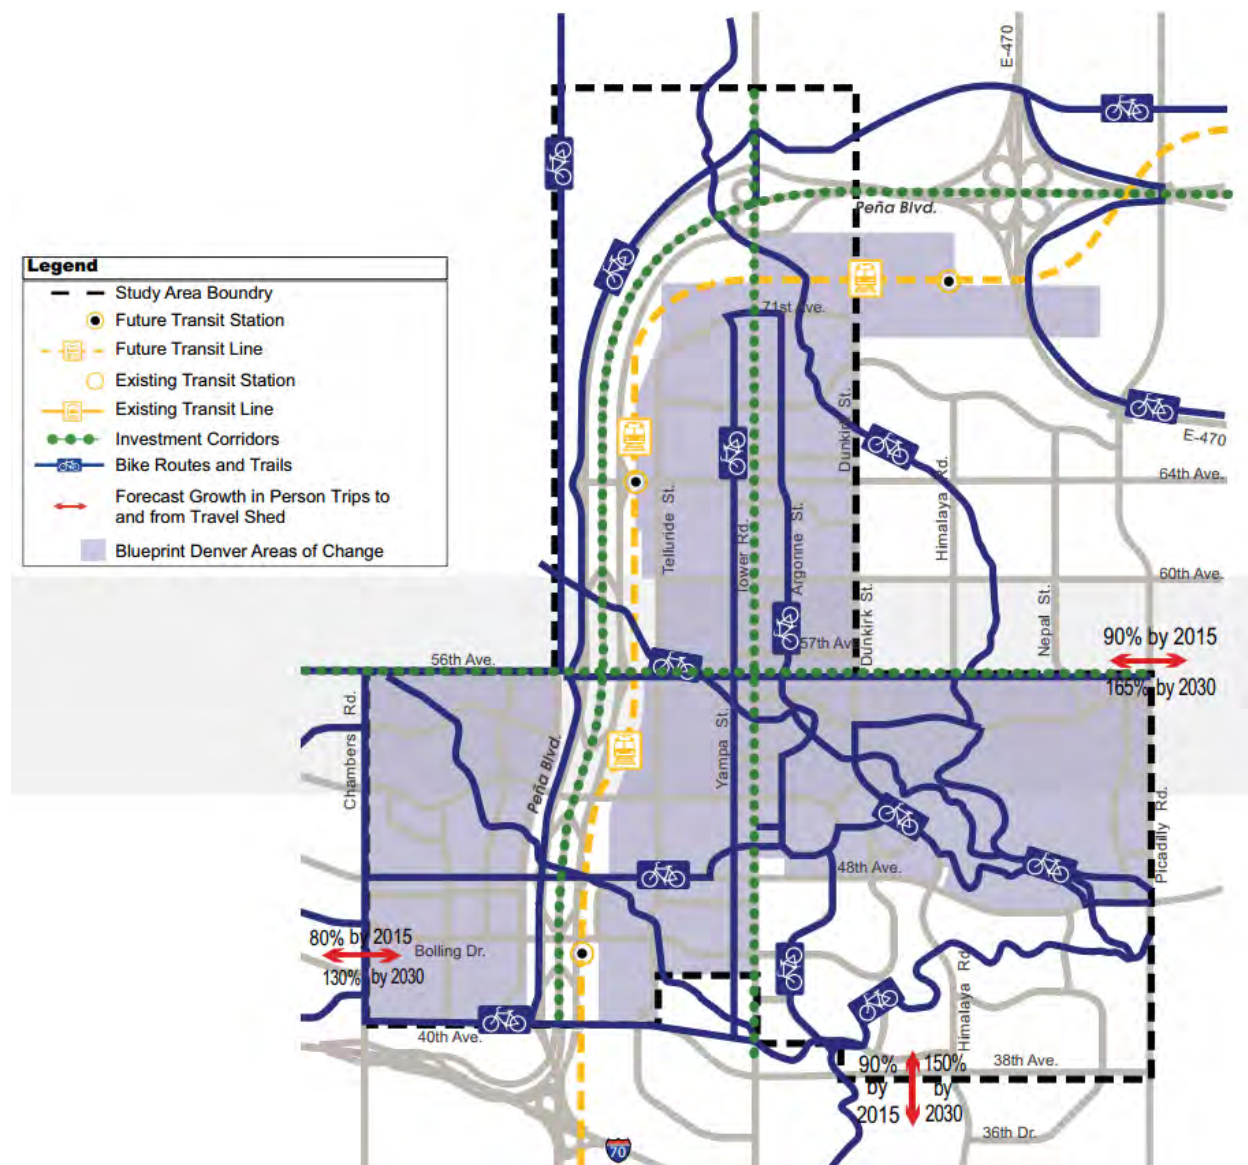 E-470
Peña Blvd.
Legend
Study Area Boundry
Future Transit Station
Future Transit Line
Existing Transit Station
Existing Transit Line
Investment Corridors
Bike Routes and Trails
Forecast Growth in Person Trips to
and from Travel Shed
Blueprint Denver Areas of Change
71st Ave.
Dunkirk St.
E-470
64th Ave.
Telluride St.
Tower Rd.
Argonne St.
Himalaya Rd.
60th Ave.
57th Ave
Dunkirk St.
Nepal St.
90% by 2015
165% by 2030
56th Ave.
Chambers Rd.
Peña Blvd.
Yampa St.
Picadilly Rd.
48th Ave.
80% by 2015
130% by 2030
Bolling Dr.
Himalaya Rd.
40th Ave.
38th Ave.
90%
by
2015
150%
by
2030
36th Dr.
70